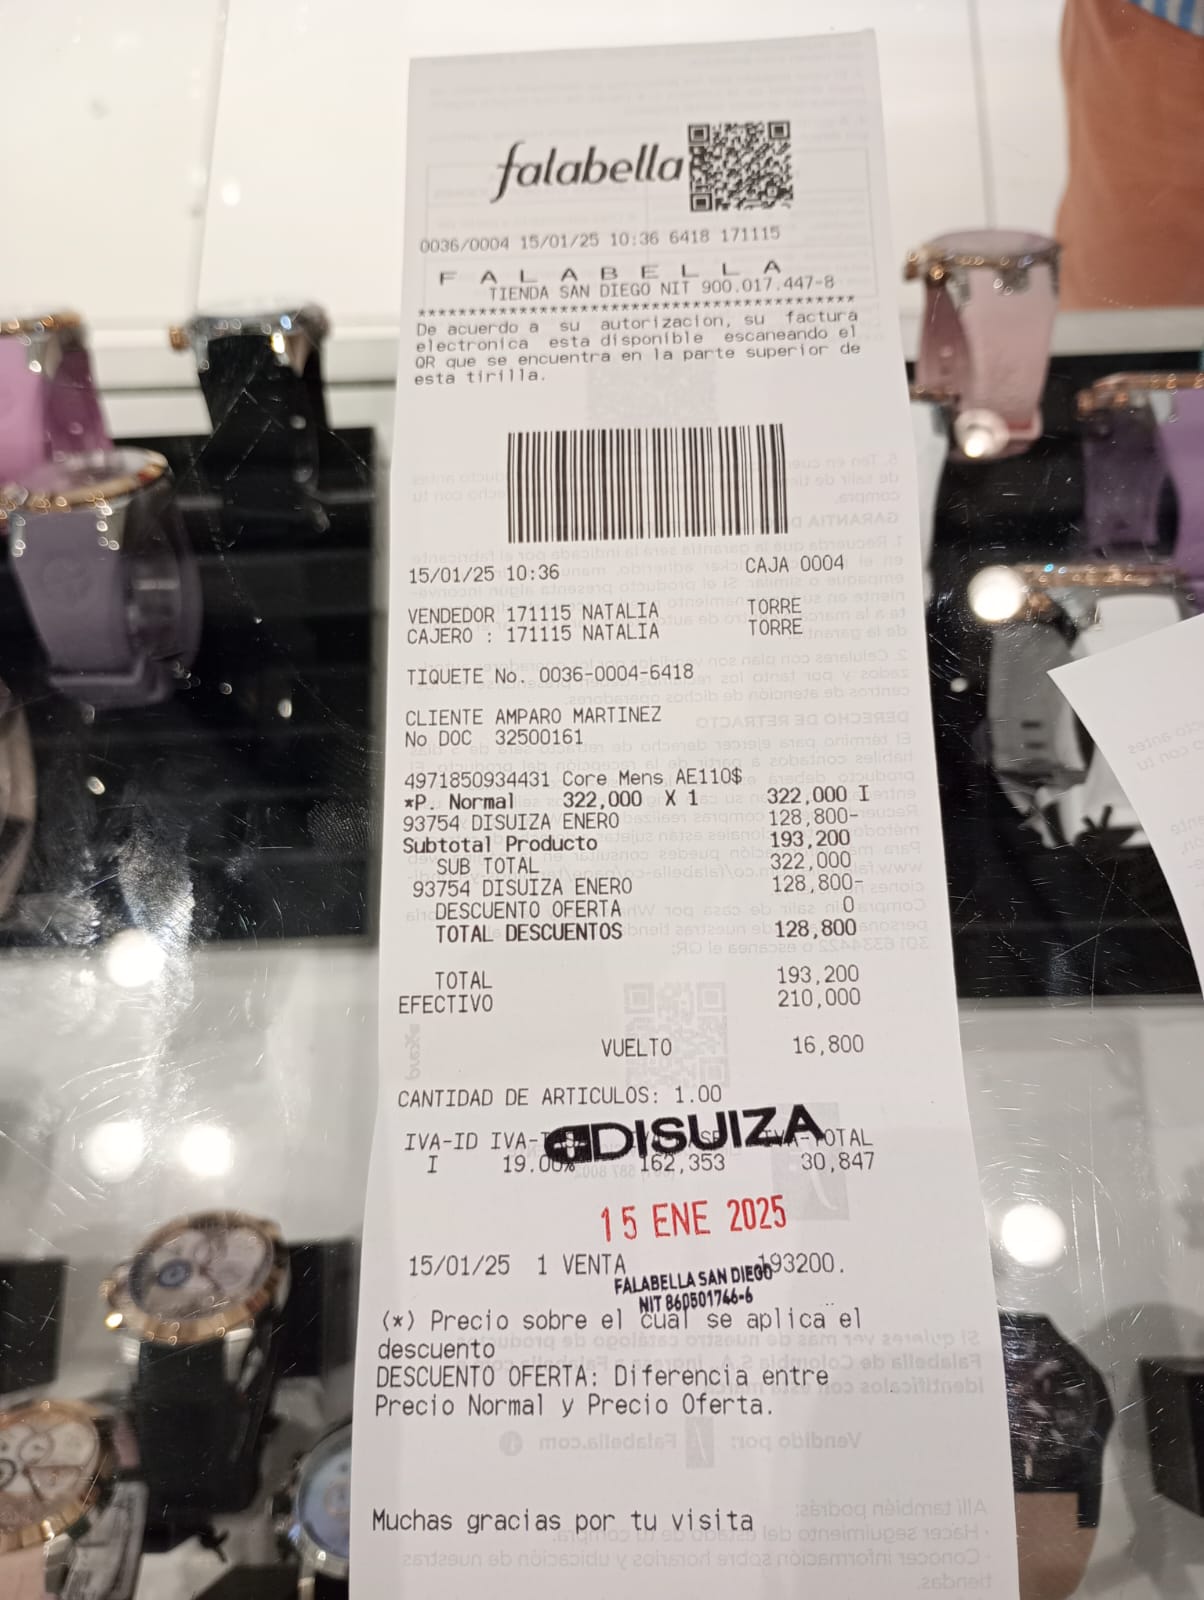 falabella
0036/0004 15/01/25 10:36 6418 171115
F A L A B E L L A
TIENDA SAN DIEGO NIT 900.017.447-8
******************************************************
De acuerdo a su autorizacion, su factura
electronica esta disponible escaneando el
QR que se encuentra en la parte superior de
esta tirilla.
15/01/25 10:36 CAJA 0004
VENDEDOR 171115 NATALIA TORRE
CAJERO : 171115 NATALIA TORRE
TIQUETE No. 0036-0004-6418
CLIENTE AMPARO MARTINEZ
No DOC 32500161
4971850934431 Core Mens AE110$
*P. Normal 322,000 X 1 322,000 I
93754 DISUIZA ENERO 128,800-
Subtotal Producto 193,200
SUB TOTAL 322,000
93754 DISUIZA ENERO 128,800-
DESCUENTO OFERTA 0
TOTAL DESCUENTOS 128,800
TOTAL 193,200
EFECTIVO 210,000
VUELTO 16,800
CANTIDAD DE ARTICULOS: 1.00
DISUIZA
IVA-ID IVA-TOTAL
I 19.00% 162,353 30,847
15 ENE 2025
15/01/25 1 VENTA 193200.
FALABELLA SAN DIEGO
NIT 860501746-6
(*) Precio sobre el cual se aplica el
descuento
DESCUENTO OFERTA: Diferencia entre
Precio Normal y Precio Oferta.
Muchas gracias por tu visita